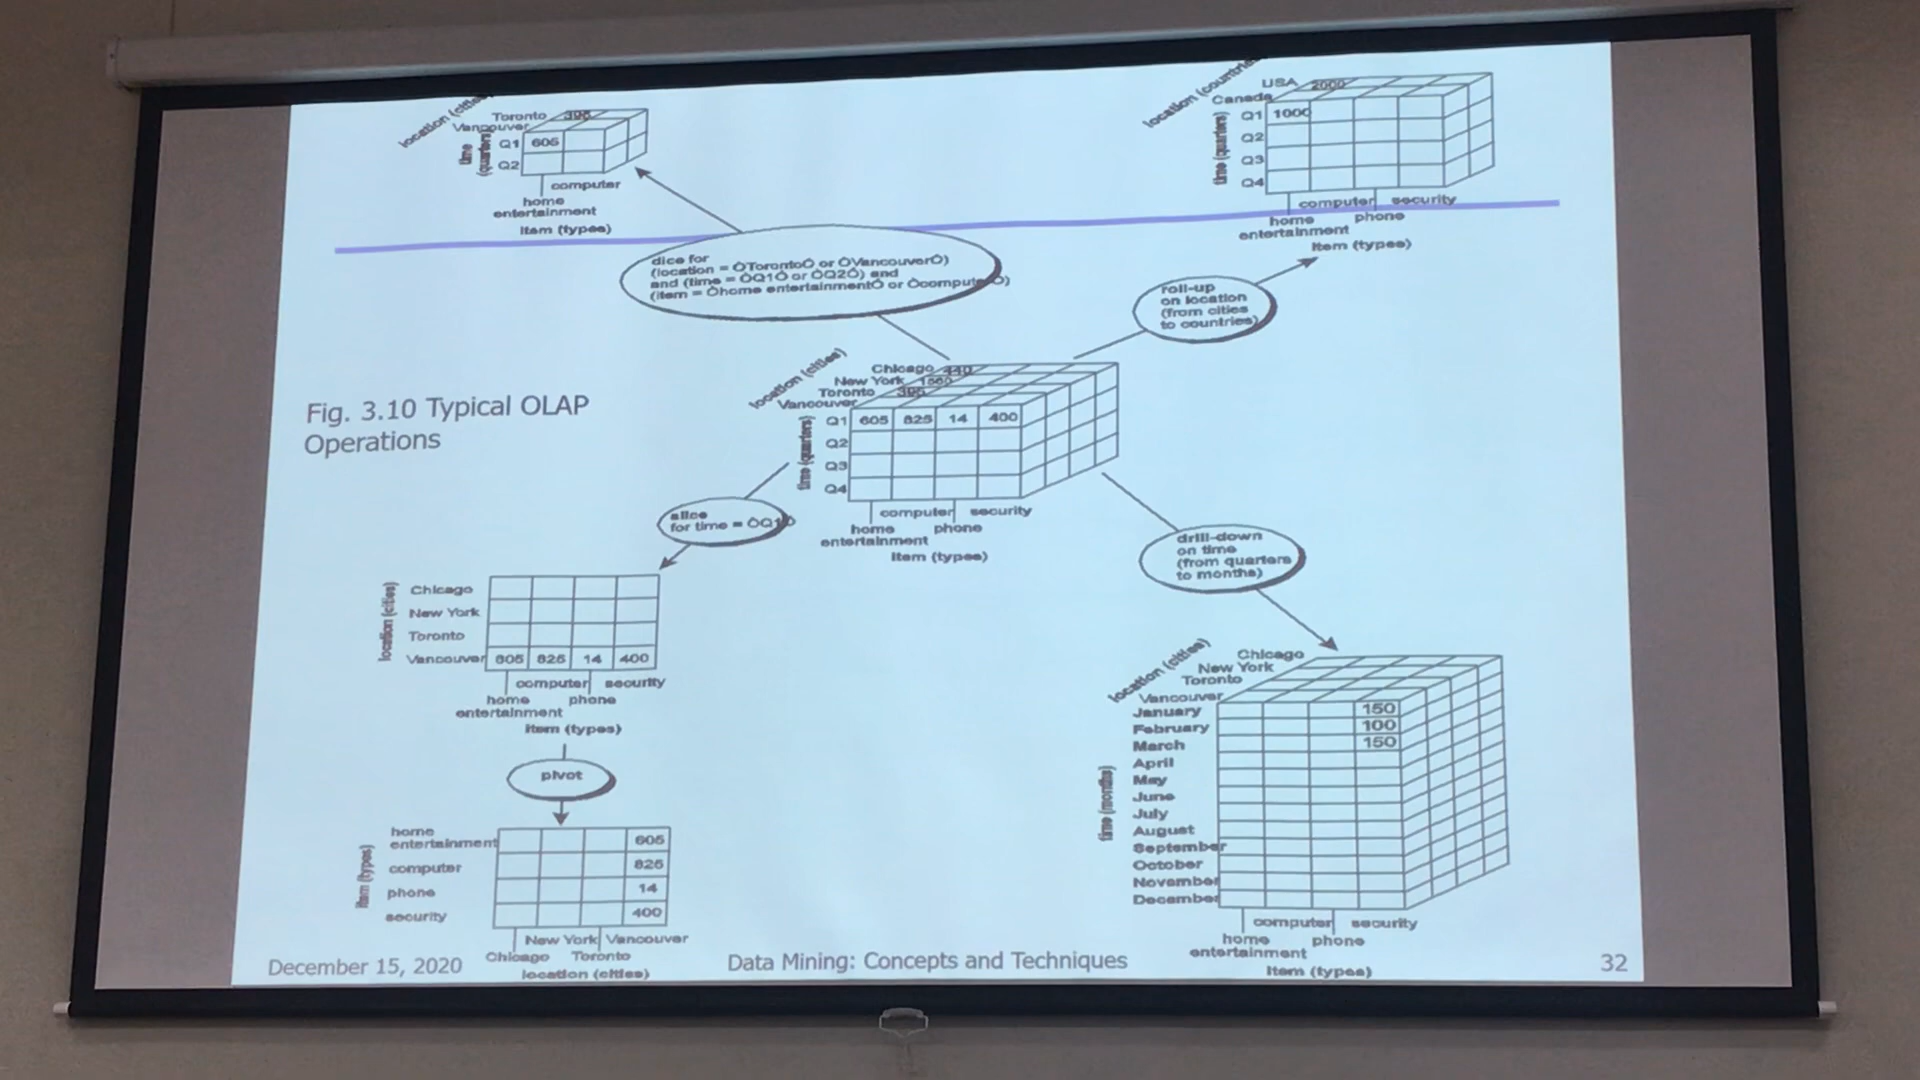 location (cities)
Toronto 395
Vancouver
time (quarters)
Q1 605
Q2
computer
home
entertainment
item (types)
location (countries)
USA 2000
Canada
time (quarters)
Q1 1000
Q2
Q3
Q4
computer security
home phone
entertainment
item (types)
dice for
(location = ÒTorontoÓ or ÒVancouverÓ)
and (time = ÒQ1Ó or ÒQ2Ó) and
(item = Òhome entertainmentÓ or ÒcomputerÓ)
roll-up
on location
(from cities
to countries)
Fig. 3.10 Typical OLAP
Operations
location (cities)
Chicago 440
New York 1560
Toronto 395
Vancouver
time (quarters)
Q1 605 825 14 400
Q2
Q3
Q4
computer security
home phone
entertainment
item (types)
slice
for time = ÒQ1Ó
drill-down
on time
(from quarters
to months)
location (cities)
Chicago
New York
Toronto
Vancouver 605 825 14 400
computer security
home phone
entertainment
item (types)
pivot
item (types)
home
entertainment 605
computer 825
phone 14
security 400
New York Vancouver
Chicago Toronto
location (cities)
location (cities)
Chicago
New York
Toronto
Vancouver
time (months)
January 150
February 100
March 150
April
May
June
July
August
September
October
November
December
computer security
home phone
entertainment
item (types)
December 15, 2020
Data Mining: Concepts and Techniques
32